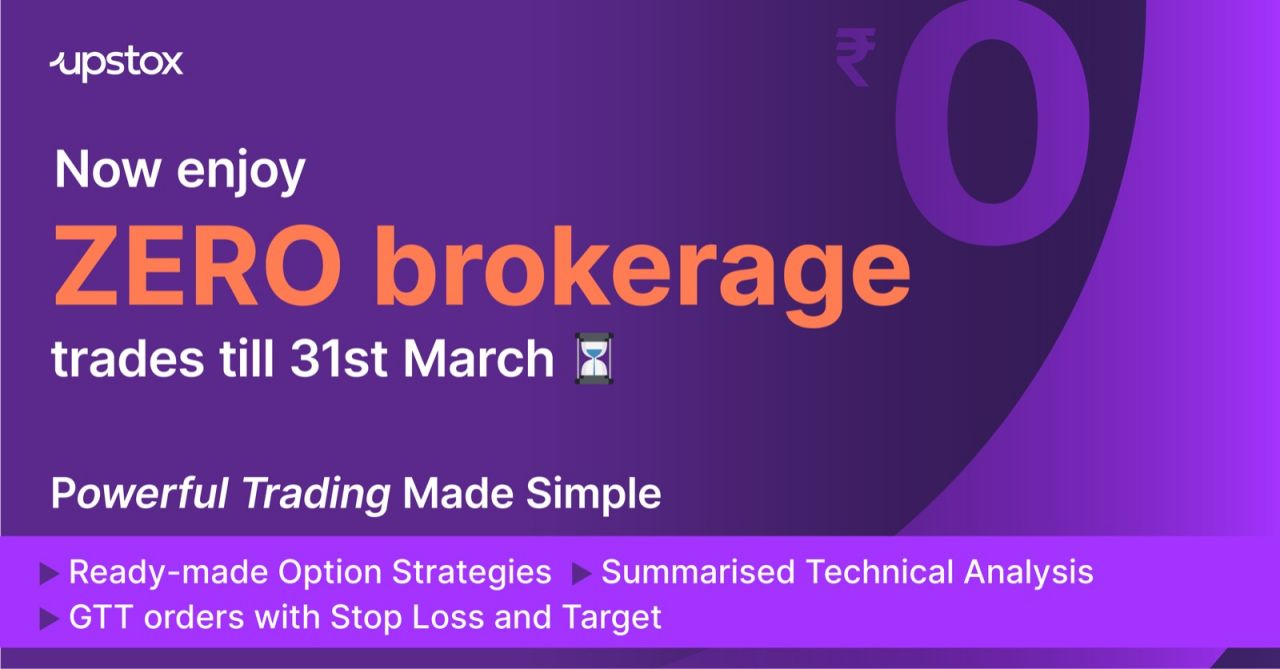 upstox
₹0
Now enjoy
ZERO brokerage
trades till 31st March ⏳
Powerful Trading Made Simple
▶ Ready-made Option Strategies ▶ Summarised Technical Analysis
▶ GTT orders with Stop Loss and Target